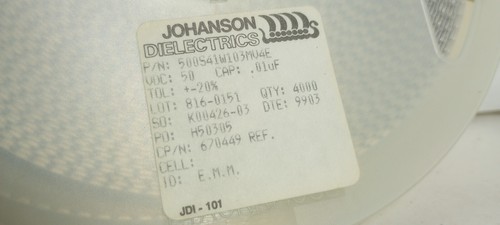 JOHANSON
DIELECTRICS
P/N: 500S41W103MV4E
VDC: 50 CAP: .01uF
TOL: +-20%
LOT: 816-0151 QTY: 4000
SO: K00426-03 DIE: 9903
PO: H50305
CP/N: 670449 REF.
CELL:
ID: E.M.M.
JDI - 101